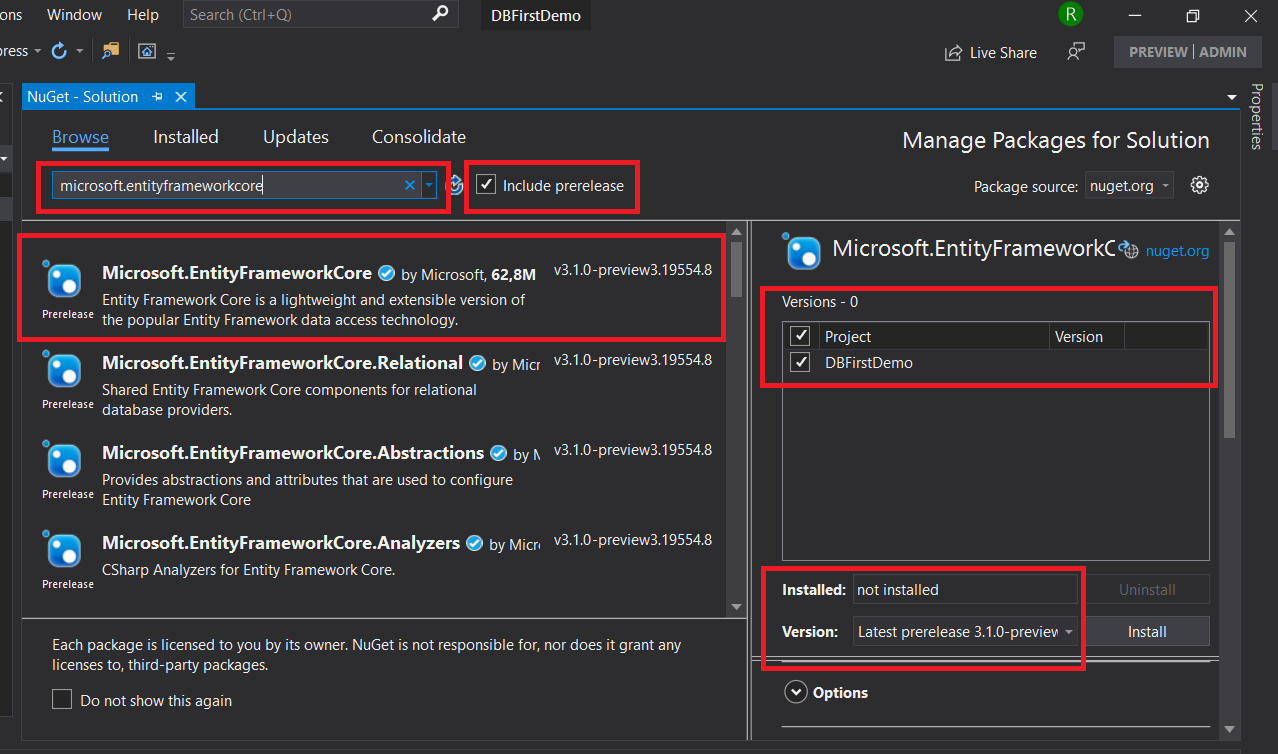 ons Window Help Search (Ctrl+Q) DBFirstDemo R
press Live Share PREVIEW ADMIN
NuGet - Solution
Properties
Browse Installed Updates Consolidate
Manage Packages for Solution
microsoft.entityframeworkcore
Include prerelease
Package source: nuget.org
Microsoft.EntityFrameworkCore by Microsoft, 62,8M v3.1.0-preview3.19554.8
Entity Framework Core is a lightweight and extensible version of
the popular Entity Framework data access technology.
Prerelease
Microsoft.EntityFrameworkCore.Relational by Micr v3.1.0-preview3.19554.8
Shared Entity Framework Core components for relational
database providers.
Prerelease
Microsoft.EntityFrameworkCore.Abstractions by M v3.1.0-preview3.19554.8
Provides abstractions and attributes that are used to configure
Entity Framework Core
Prerelease
Microsoft.EntityFrameworkCore.Analyzers by Micro v3.1.0-preview3.19554.8
CSharp Analyzers for Entity Framework Core.
Prerelease
Each package is licensed to you by its owner. NuGet is not responsible for, nor does it grant any
licenses to, third-party packages.
Do not show this again
Microsoft.EntityFrameworkC nuget.org
Versions - 0
Project Version
DBFirstDemo
Installed: not installed Uninstall
Version: Latest prerelease 3.1.0-preview Install
Options